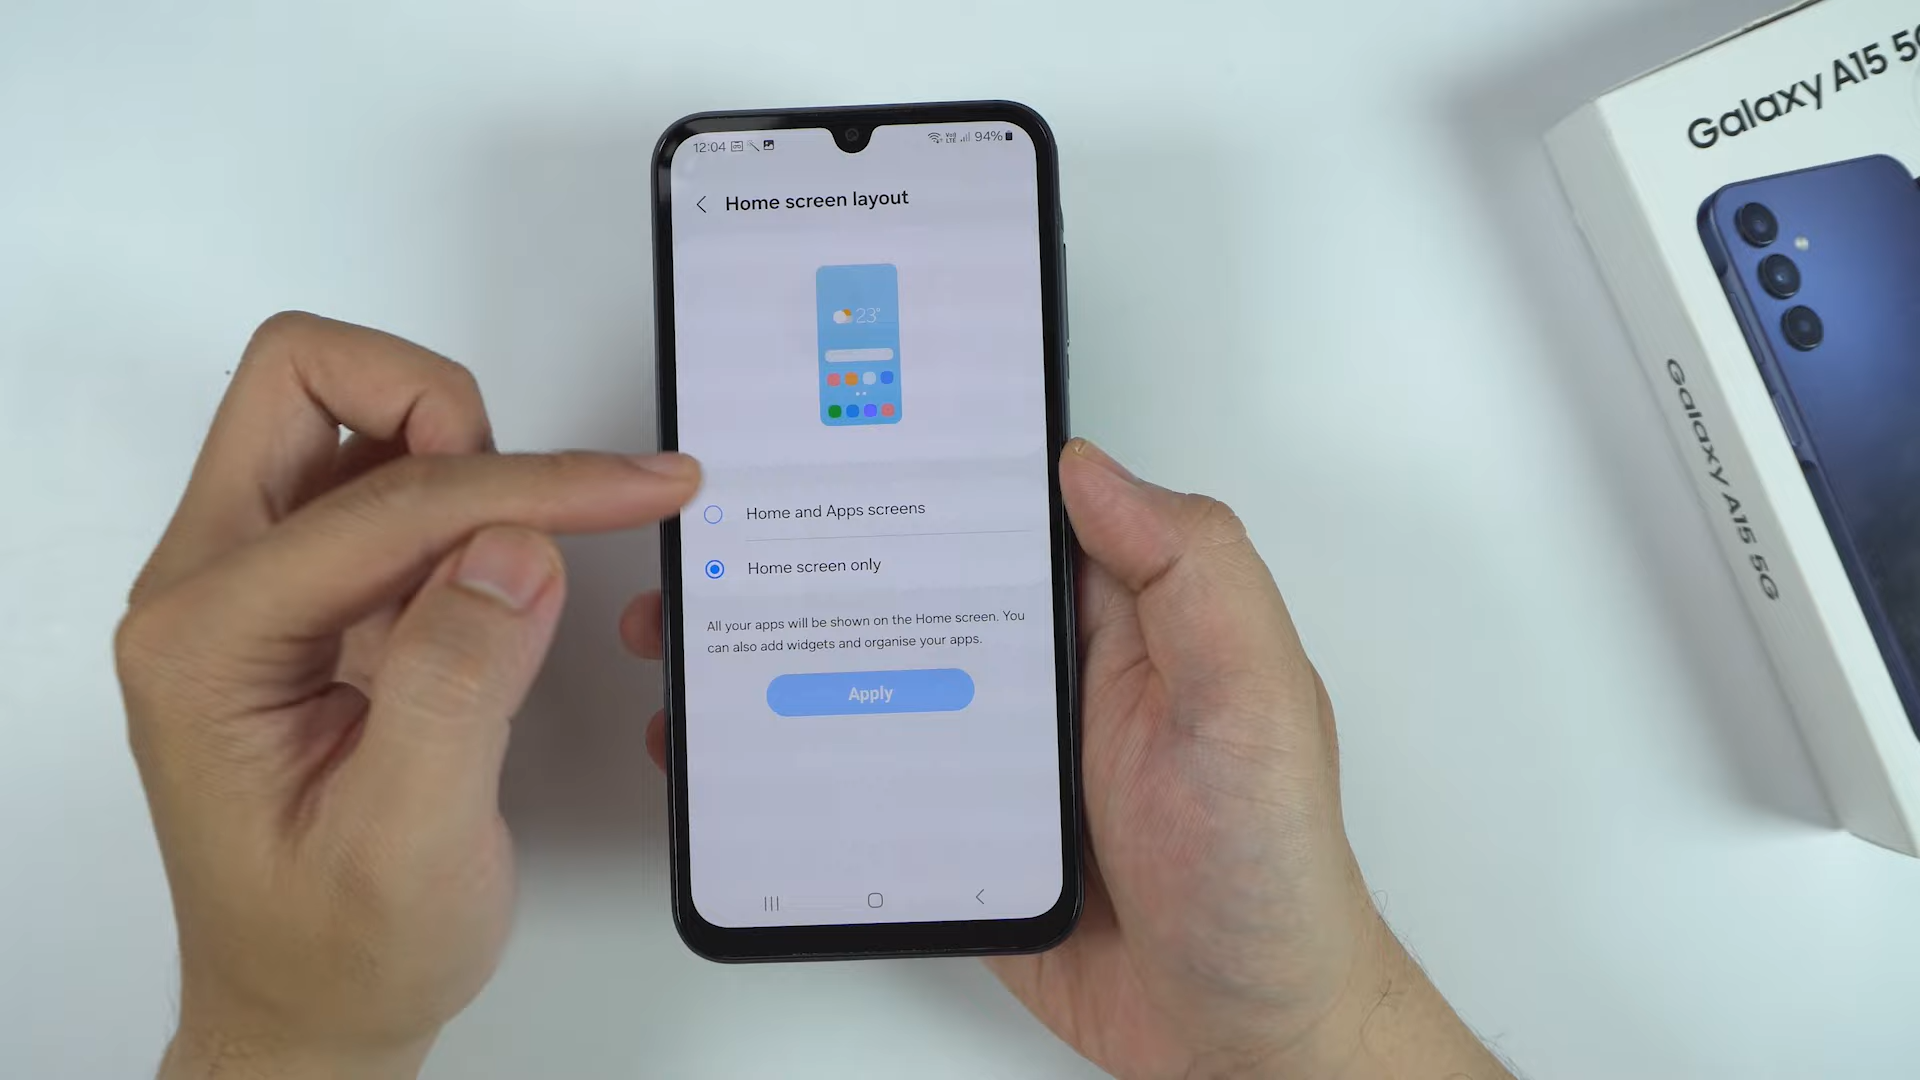 12:04
94%
Home screen layout
23°
Home and Apps screens
Home screen only
All your apps will be shown on the Home screen. You
can also add widgets and organise your apps.
Apply
Galaxy A15 5G
Galaxy A15 5G